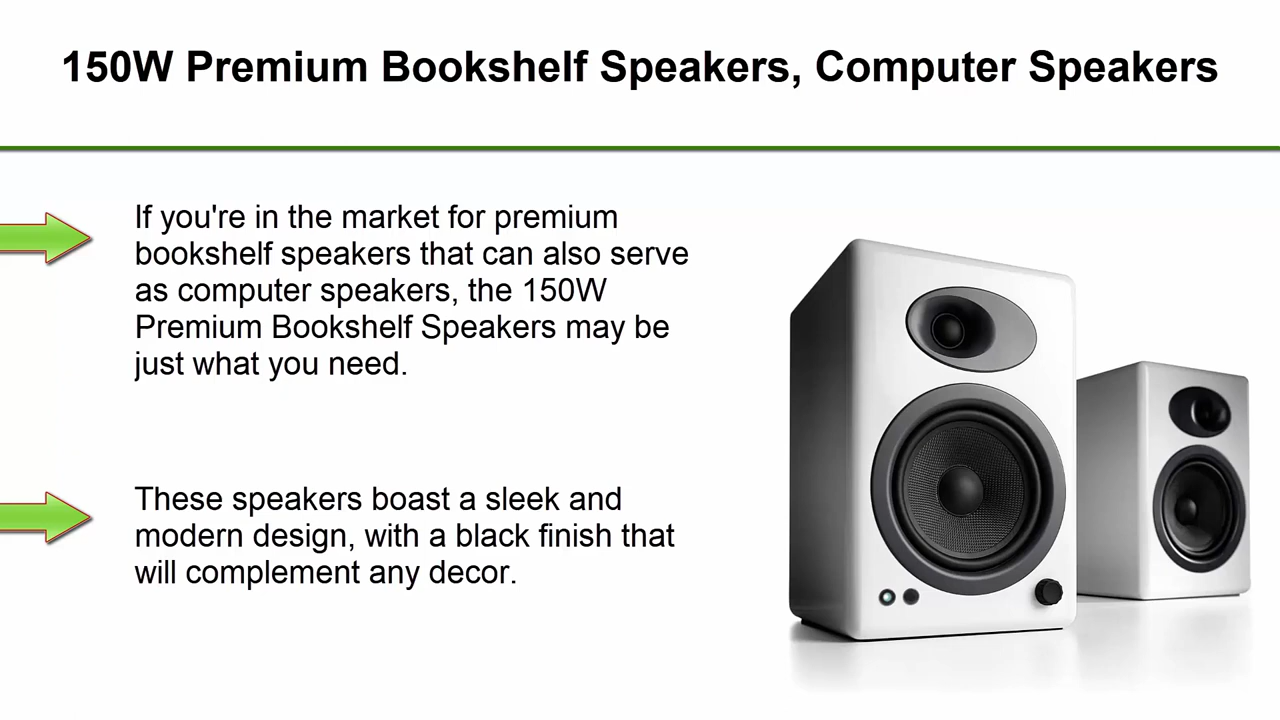 150W Premium Bookshelf Speakers, Computer Speakers
If you're in the market for premium
bookshelf speakers that can also serve
as computer speakers, the 150W
Premium Bookshelf Speakers may be
just what you need.
These speakers boast a sleek and
modern design, with a black finish that
will complement any decor.